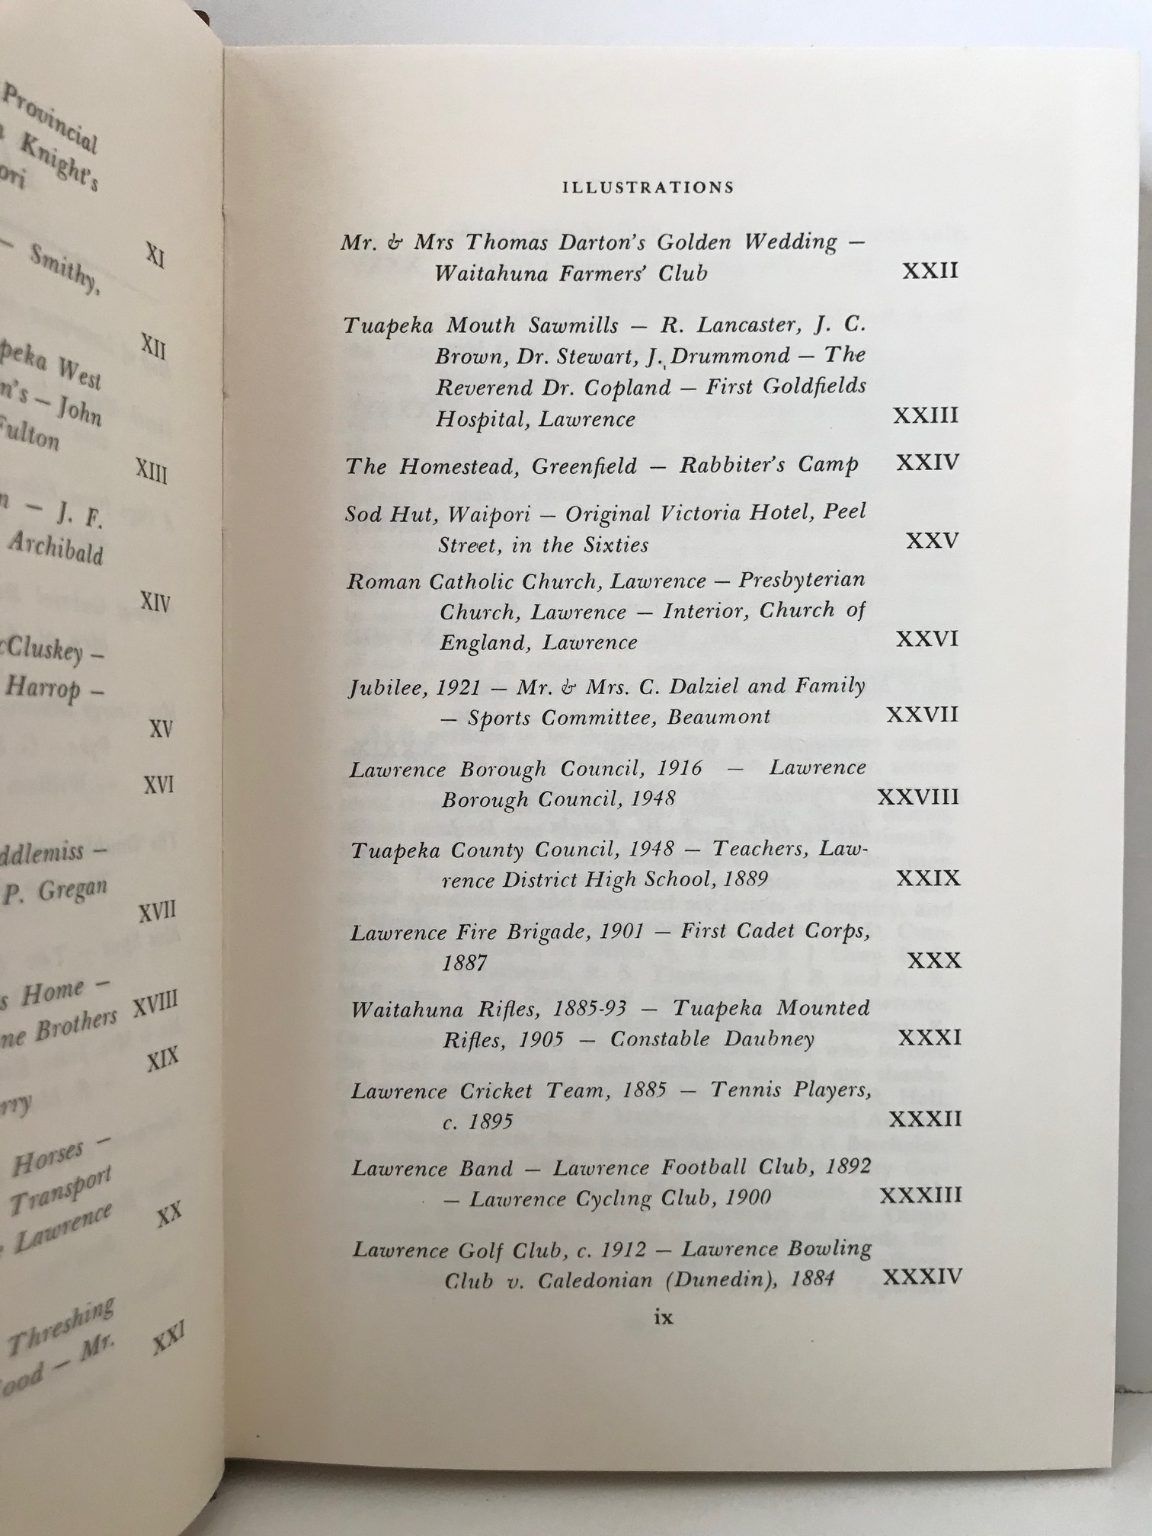 Provincial
Knight's
XI
— Smithy,
XII
West
— John
Fulton
XIII
— J. F.
Archibald
XIV
Harrop —
XV
XVI
P. Gregan
XVII
Home —
Brothers XVIII
XIX
Horses —
Transport
Lawrence
XX
Threshing
— Mr.
XXI
ILLUSTRATIONS
Mr. & Mrs Thomas Darton's Golden Wedding —
Waitahuna Farmers' Club XXII
Tuapeka Mouth Sawmills — R. Lancaster, J. C.
Brown, Dr. Stewart, J. Drummond — The
Reverend Dr. Copland — First Goldfields
Hospital, Lawrence XXIII
The Homestead, Greenfield — Rabbiter's Camp XXIV
Sod Hut, Waipori — Original Victoria Hotel, Peel
Street, in the Sixties XXV
Roman Catholic Church, Lawrence — Presbyterian
Church, Lawrence — Interior, Church of
England, Lawrence XXVI
Jubilee, 1921 — Mr. & Mrs. C. Dalziel and Family
— Sports Committee, Beaumont XXVII
Lawrence Borough Council, 1916 — Lawrence
Borough Council, 1948 XXVIII
Tuapeka County Council, 1948 — Teachers, Law-
rence District High School, 1889 XXIX
Lawrence Fire Brigade, 1901 — First Cadet Corps,
1887 XXX
Waitahuna Rifles, 1885-93 — Tuapeka Mounted
Rifles, 1905 — Constable Daubney XXXI
Lawrence Cricket Team, 1885 — Tennis Players,
c. 1895 XXXII
Lawrence Band — Lawrence Football Club, 1892
— Lawrence Cycling Club, 1900 XXXIII
Lawrence Golf Club, c. 1912 — Lawrence Bowling
Club v. Caledonian (Dunedin), 1884 XXXIV
ix